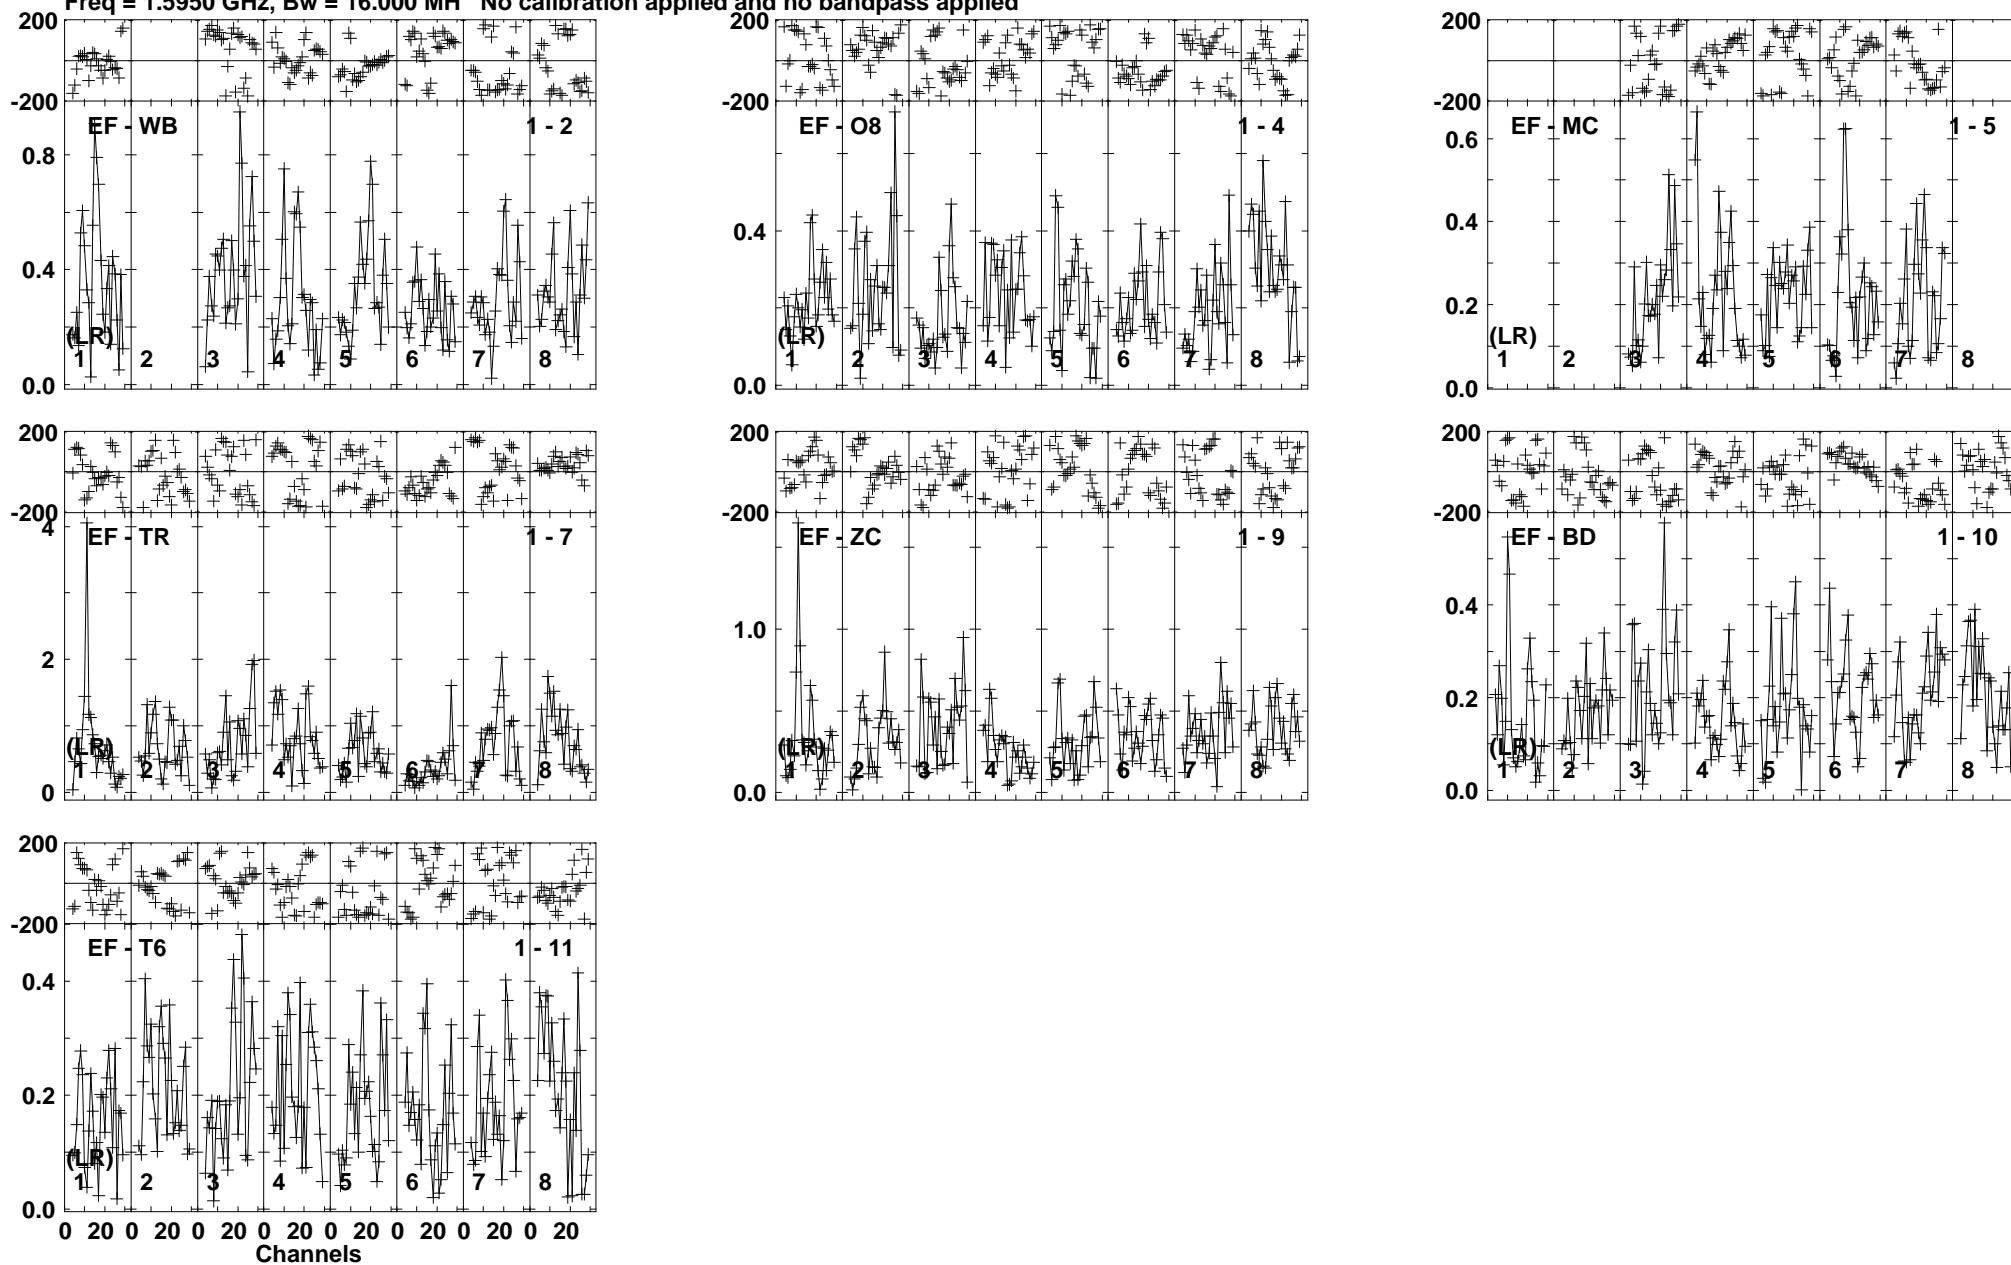 Freq = 1.5950 GHz, Bw = 16.000 MH No calibration applied and no bandpass applied
200
-200
EF - WB 1 - 2
0.8
0.4
0.0
(LR)
1 2 3 4 5 6 7 8
200
-200
EF - O8 1 - 4
0.4
0.0
(LR)
1 2 3 4 5 6 7 8
200
-200
EF - MC 1 - 5
0.6
0.4
0.2
0.0
(LR)
1 2 3 4 5 6 7 8
200
-200
EF - TR 1 - 7
4
2
0
(LR)
1 2 3 4 5 6 7 8
200
-200
EF - ZC 1 - 9
1.0
0.0
(LR)
1 2 3 4 5 6 7 8
200
-200
EF - BD 1 - 10
0.4
0.2
0.0
(LR)
1 2 3 4 5 6 7 8
200
-200
EF - T6 1 - 11
0.4
0.2
0.0
(LR)
1 2 3 4 5 6 7 8
0 20 0 20 0 20 0 20 0 20 0 20 0 20 0 20
Channels